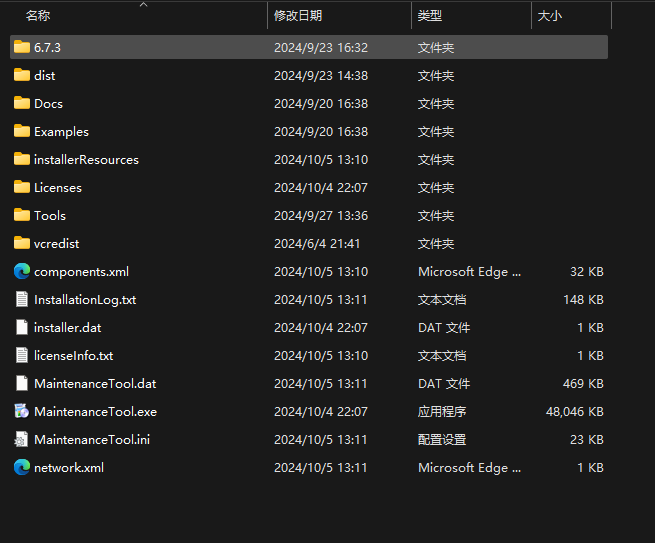 名称 修改日期 类型 大小
6.7.3 2024/9/23 16:32 文件夹
dist 2024/9/23 14:38 文件夹
Docs 2024/9/20 16:38 文件夹
Examples 2024/9/20 16:38 文件夹
installerResources 2024/10/5 13:10 文件夹
Licenses 2024/10/4 22:07 文件夹
Tools 2024/9/27 13:36 文件夹
vcredist 2024/6/4 21:41 文件夹
components.xml 2024/10/5 13:10 Microsoft Edge ... 32 KB
InstallationLog.txt 2024/10/5 13:11 文本文档 148 KB
installer.dat 2024/10/4 22:07 DAT 文件 1 KB
licenseInfo.txt 2024/10/5 13:10 文本文档 1 KB
MaintenanceTool.dat 2024/10/5 13:11 DAT 文件 469 KB
MaintenanceTool.exe 2024/10/4 22:07 应用程序 48,046 KB
MaintenanceTool.ini 2024/10/5 13:11 配置设置 23 KB
network.xml 2024/10/5 13:11 Microsoft Edge ... 1 KB